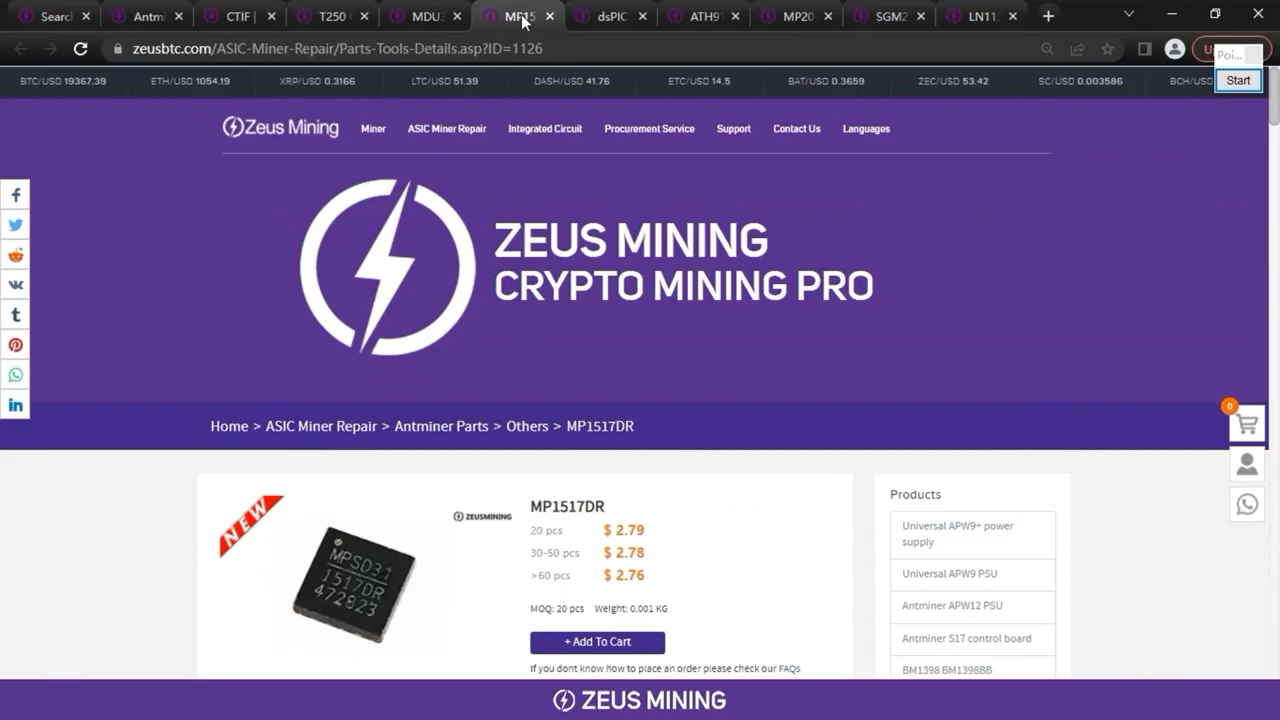 Searc
Antmi
CTIF |
T250
MDU3
MP15
dsPIC
ATH9
MP20
SGM2
LN11
zeusbtc.com/ASIC-Miner-Repair/Parts-Tools-Details.asp?ID=1126
Poi...
Start
BTC/USD 19367.39
ETH/USD 1054.19
XRP/USD 0.3166
LTC/USD 51.39
DASH/USD 41.76
ETC/USD 14.5
BAT/USD 0.3659
ZEC/USD 53.42
SC/USD 0.003586
BCH/USD
Zeus Mining
Miner
ASIC Miner Repair
Integrated Circuit
Procurement Service
Support
Contact Us
Languages
ZEUS MINING
CRYPTO MINING PRO
0
Home > ASIC Miner Repair > Antminer Parts > Others > MP1517DR
NEW
ZEUSMINING
MPSD31
1517DR
472823
MP1517DR
20 pcs $ 2.79
30-50 pcs $ 2.78
>60 pcs $ 2.76
MOQ: 20 pcs Weight: 0.001 KG
+ Add To Cart
If you dont know how to place an order please check our FAQs
Products
Universal APW9+ power
supply
Universal APW9 PSU
Antminer APW12 PSU
Antminer S17 control board
BM1398 BM1398BB
ZEUS MINING